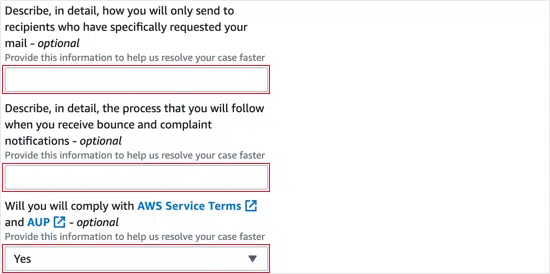 Describe, in detail, how you will only send to
recipients who have specifically requested your
mail - optional
Provide this information to help us resolve your case faster
Describe, in detail, the process that you will follow
when you receive bounce and complaint
notifications - optional
Provide this information to help us resolve your case faster
Will you will comply with AWS Service Terms
and AUP - optional
Provide this information to help us resolve your case faster
Yes